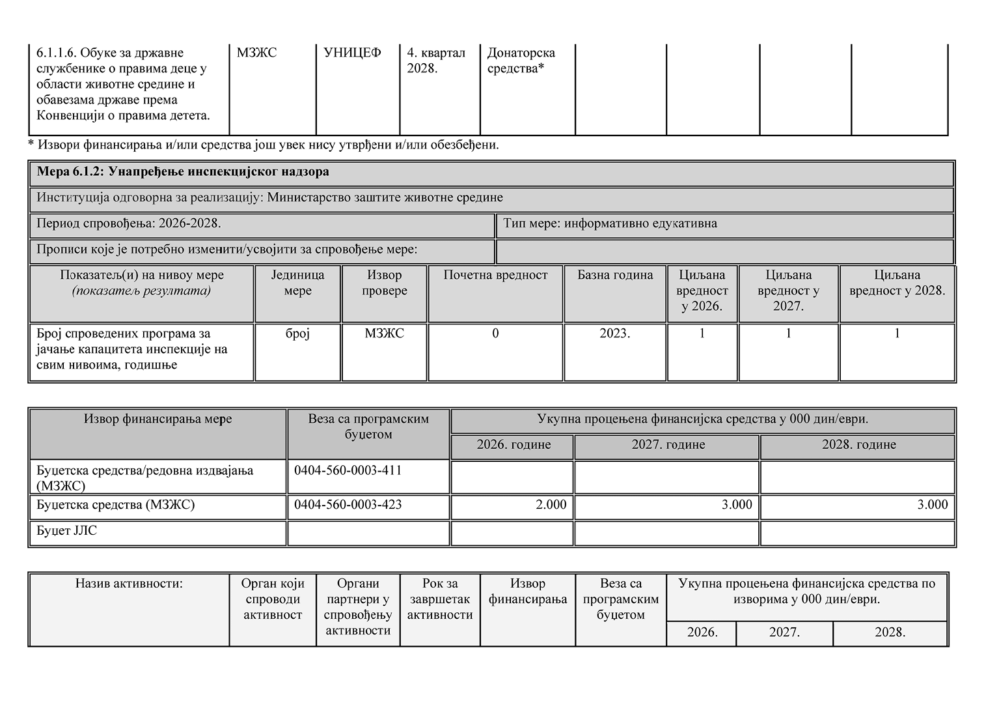 6.1.1.6. Обуке за државне
службенике о правима деце у
области животне средине и
обавезама државе према
Конвенцији о правима детета.
МЗЖС
УНИЦЕФ
4. квартал
2028.
Донаторска
средства*
* Извори финансирања и/или средства још увек нису утврђени и/или обезбеђени.
Мера 6.1.2: Унапређење инспекцијског надзора
Институција одговорна за реализацију: Министарство заштите животне средине
Период спровођења: 2026-2028.
Тип мере: информативно едукативна
Прописи које је потребно изменити/усвојити за спровођење мере:
Показатељ(и) на нивоу мере
(показатељ резултата)
Јединица
мере
Извор
провере
Почетна вредност
Базна година
Циљана
вредност
у 2026.
Циљана
вредност у
2027.
Циљана
вредност у 2028.
Број спроведених програма за
јачање капацитета инспекције на
свим нивоима, годишње
број
МЗЖС
0
2023.
1
1
1
Извор финансирања мере
Веза са програмским
буџетом
Укупна процењена финансијска средства у 000 дин/еври.
2026. године
2027. године
2028. године
Буџетска средства/редовна издвајања
(МЗЖС)
0404-560-0003-411
Буџетска средства (МЗЖС)
0404-560-0003-423
2.000
3.000
3.000
Буџет ЈЛС
Назив активности:
Орган који
спроводи
активност
Органи
партнери у
спровођењу
активности
Рок за
завршетак
активности
Извор
финансирања
Веза са
програмским
буџетом
Укупна процењена финансијска средства по
изворима у 000 дин/еври.
2026.
2027.
2028.